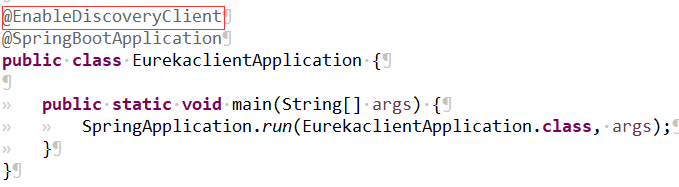 @EnableDiscoveryClient¶
@SpringBootApplication¶
public·class·EurekaclientApplication·{¶
¶
»   public·static·void·main(String[]·args)·{¶
»   »   SpringApplication.run(EurekaclientApplication.class,·args);¶
»   }¶
}¶